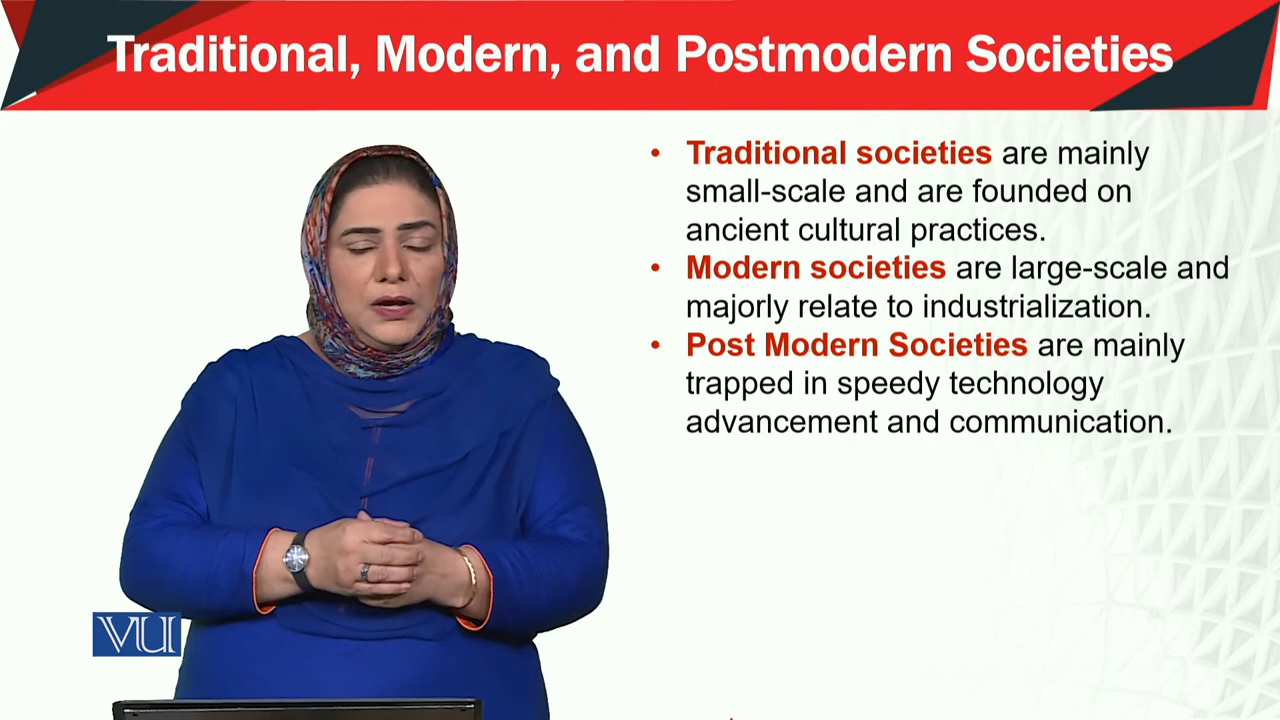 Traditional, Modern, and Postmodern Societies
• Traditional societies are mainly
small-scale and are founded on
ancient cultural practices.
• Modern societies are large-scale and
majorly relate to industrialization.
• Post Modern Societies are mainly
trapped in speedy technology
advancement and communication.
VU